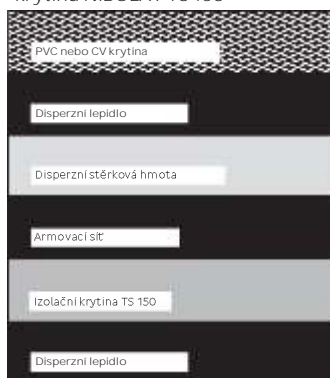 PVC nebo CV krytina
Disperzní lepidlo
Disperzní stěrková hmota
Armovací síť
Izolační krytina TS 150
Disperzní lepidlo